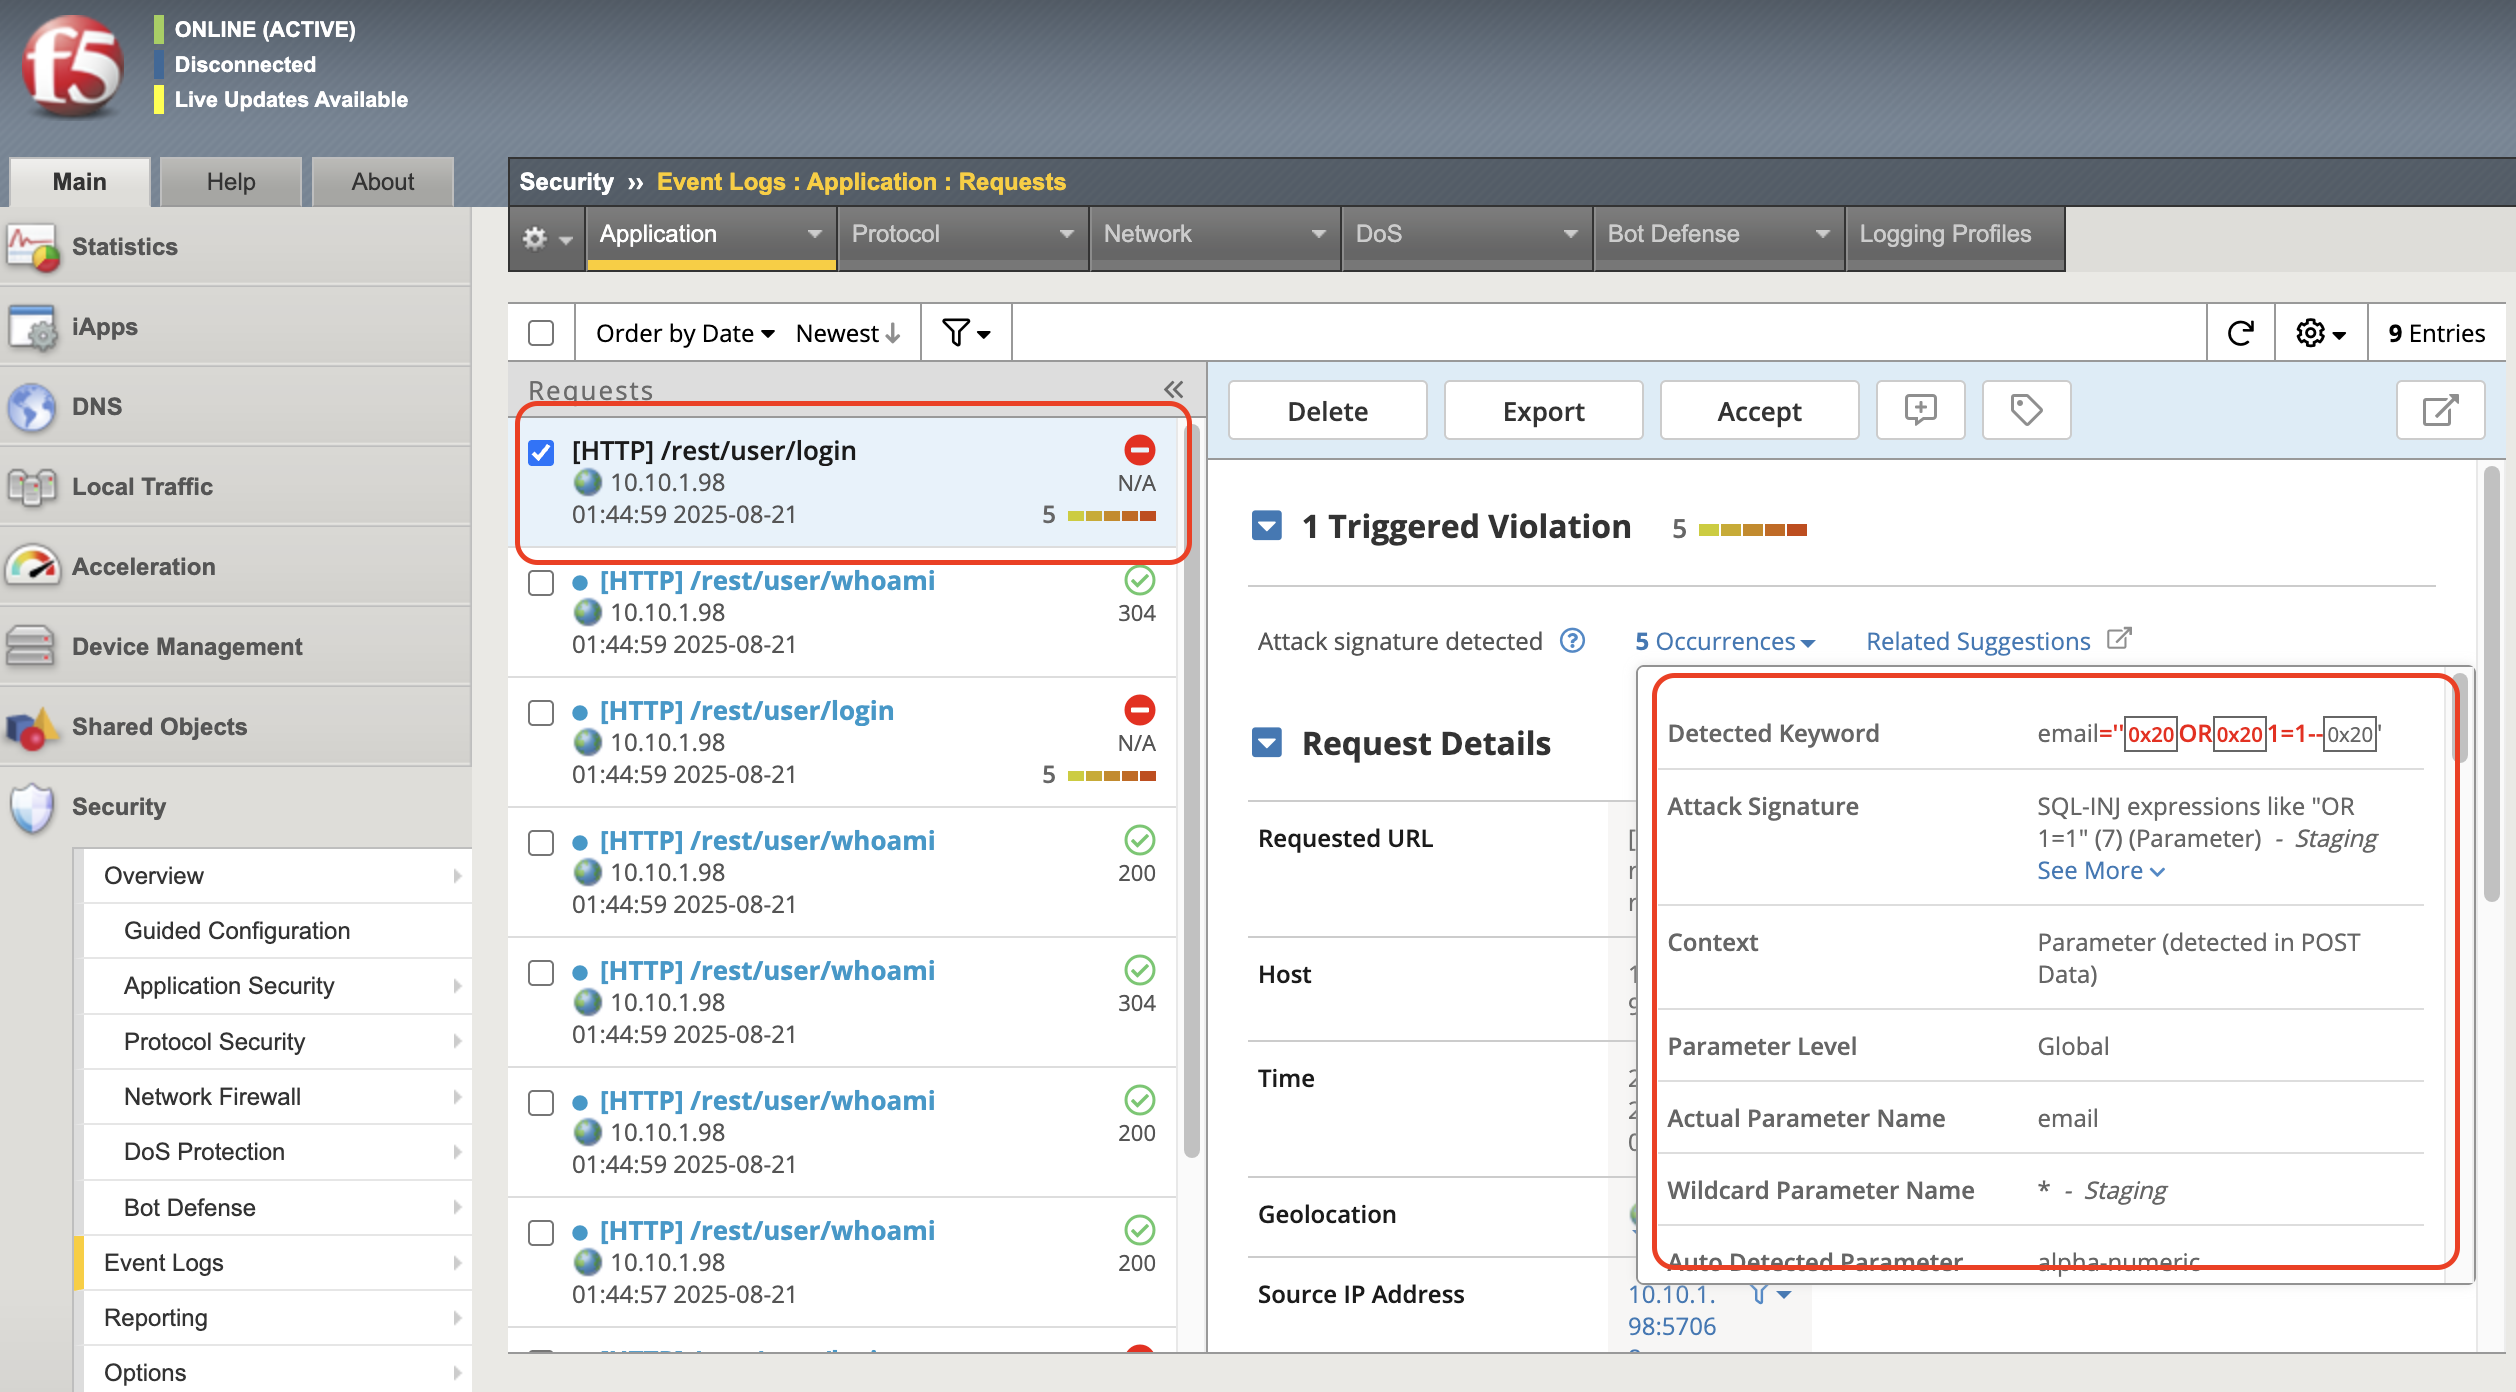 f5
ONLINE (ACTIVE)
Disconnected
Live Updates Available
Main
Help
About
Security ›› Event Logs : Application : Requests
Application
Protocol
Network
DoS
Bot Defense
Logging Profiles
Statistics
iApps
DNS
Local Traffic
Acceleration
Device Management
Shared Objects
Security
Overview
Guided Configuration
Application Security
Protocol Security
Network Firewall
DoS Protection
Bot Defense
Event Logs
Reporting
Options
Order by Date
Newest
9 Entries
Requests
[HTTP] /rest/user/login
10.10.1.98
N/A
01:44:59 2025-08-21
5
[HTTP] /rest/user/whoami
10.10.1.98
304
01:44:59 2025-08-21
[HTTP] /rest/user/login
10.10.1.98
N/A
01:44:59 2025-08-21
5
[HTTP] /rest/user/whoami
10.10.1.98
200
01:44:59 2025-08-21
[HTTP] /rest/user/whoami
10.10.1.98
304
01:44:59 2025-08-21
[HTTP] /rest/user/whoami
10.10.1.98
200
01:44:59 2025-08-21
[HTTP] /rest/user/whoami
10.10.1.98
200
01:44:57 2025-08-21
Delete
Export
Accept
1 Triggered Violation 5
Attack signature detected
5 Occurrences
Related Suggestions
Request Details
Requested URL
Host
Time
Geolocation
Source IP Address
10.10.1.
98:5706
Detected Keyword
email=''0x20OR0x201=1--0x20'
Attack Signature
SQL-INJ expressions like "OR
1=1" (7) (Parameter) - Staging
See More
Context
Parameter (detected in POST
Data)
Parameter Level
Global
Actual Parameter Name
email
Wildcard Parameter Name
* - Staging
Auto Detected Parameter
alpha-numeric